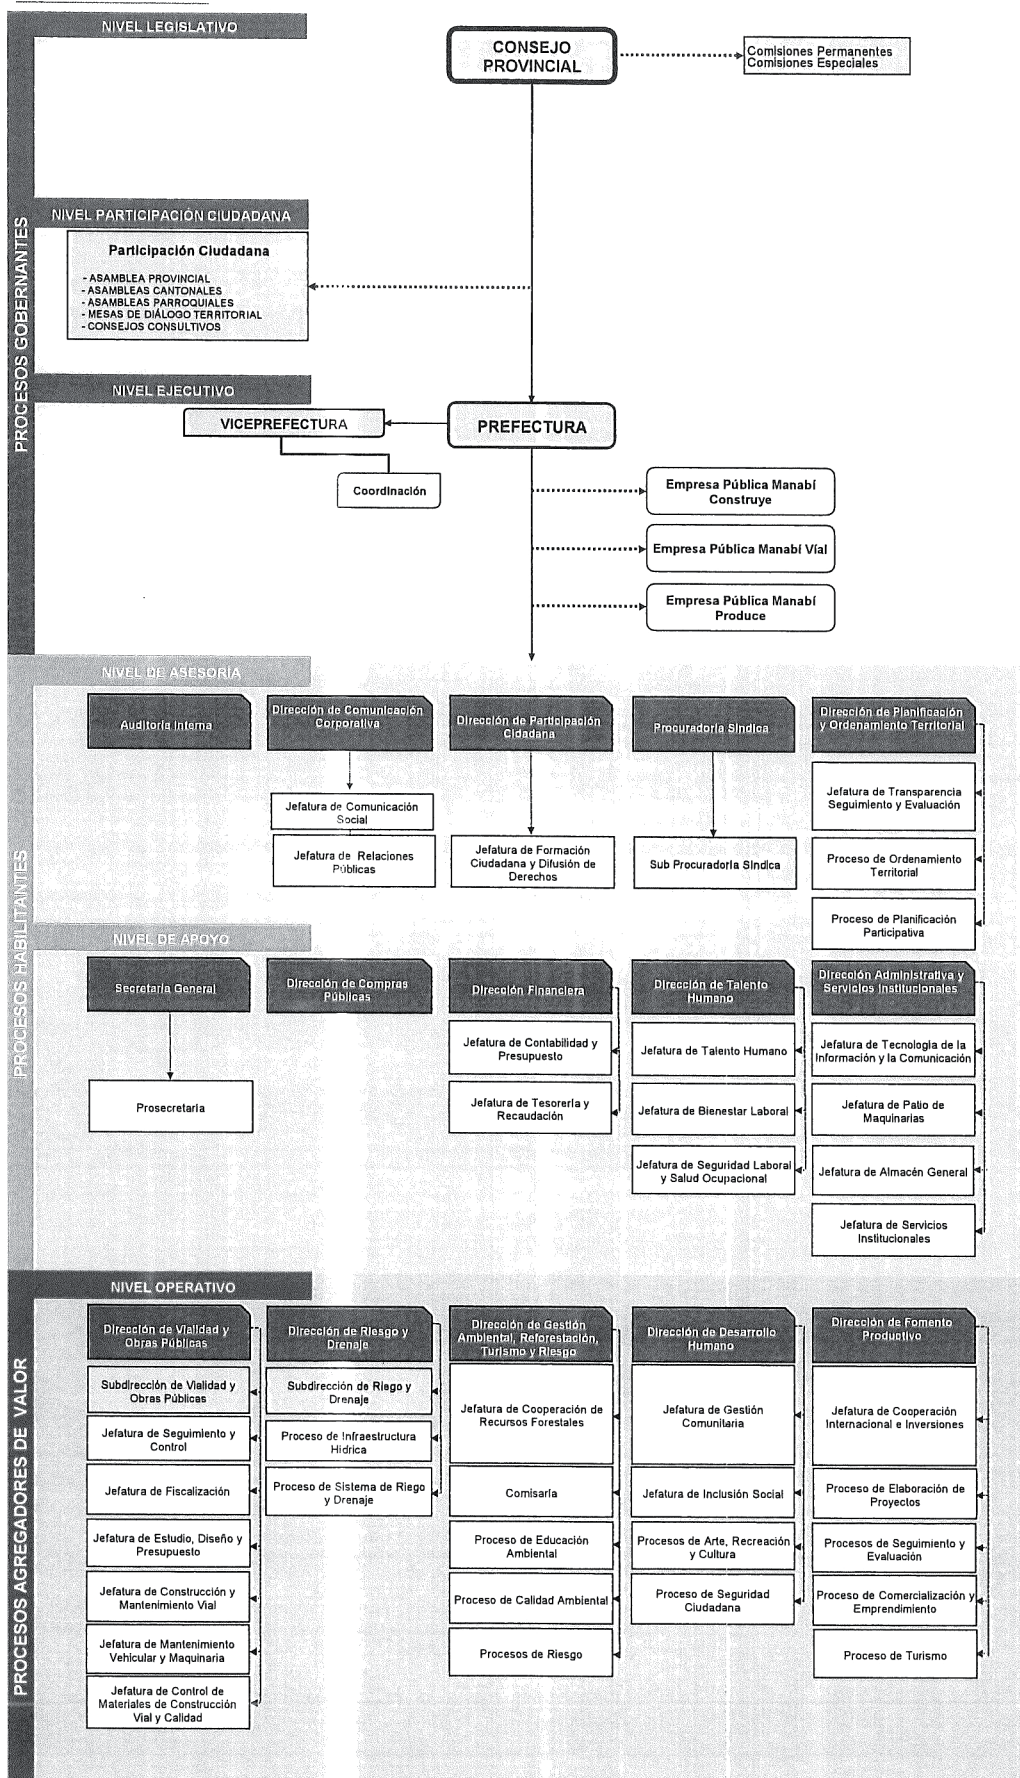 NIVEL LEGISLATIVO
CONSEJO
PROVINCIAL
Comisiones Permanentes
Comisiones Especiales
PROCESOS GOBERNANTES
NIVEL PARTICIPACIÓN CIUDADANA
Participación Ciudadana
- ASAMBLEA PROVINCIAL
- ASAMBLEAS CANTONALES
- ASAMBLEAS PARROQUIALES
- MESAS DE DIÁLOGO TERRITORIAL
- CONSEJOS CONSULTIVOS
NIVEL EJECUTIVO
VICEPREFECTURA
PREFECTURA
Coordinación
Empresa Pública Manabí
Construye
Empresa Pública Manabí Víal
Empresa Pública Manabí
Produce
PROCESOS HABILITANTES
NIVEL DE ASESORÍA
Auditoria Interna
Dirección de Comunicación
Corporativa
Dirección de Participación
Cidadana
Procuradoria Sindica
Dirección de Planificación
y Ordenamiento Territorial
Jefatura de Comunicación
Social
Jefatura de Relaciones
Públicas
Jefatura de Formación
Ciudadana y Difusión de
Derechos
Sub Procuradoría Sindica
Jefatura de Transparencia
Seguimiento y Evaluación
Proceso de Ordenamiento
Territorial
Proceso de Planificación
Participativa
NIVEL DE APOYO
Secretaria General
Dirección de Compras
Públicas
Dirección Financiera
Dirección de Talento
Humano
Dirección Administrativa y
Servicios Institucionales
Prosecretaria
Jefatura de Contabilidad y
Presupuesto
Jefatura de Tesorería y
Recaudación
Jefatura de Talento Humano
Jefatura de Bienestar Laboral
Jefatura de Seguridad Laboral
y Salud Ocupacional
Jefatura de Tecnología de la
Información y la Comunicación
Jefatura de Patio de
Maquinarias
Jefatura de Almacén General
Jefatura de Servicios
Institucionales
PROCESOS AGREGADORES DE VALOR
NIVEL OPERATIVO
Dirección de Vialidad y
Obras Públicas
Dirección de Riesgo y
Drenaje
Dirección de Gestión
Ambiental, Reforestación,
Turismo y Riesgo
Dirección de Desarrollo
Humano
Dirección de Fomento
Productivo
Subdirección de Vialidad y
Obras Públicas
Jefatura de Seguimiento y
Control
Jefatura de Fiscalización
Jefatura de Estudio, Diseño y
Presupuesto
Jefatura de Construcción y
Mantenimiento Vial
Jefatura de Mantenimiento
Vehicular y Maquinaria
Jefatura de Control de
Materiales de Construcción
Vial y Calidad
Subdirección de Riego y
Drenaje
Proceso de Infraestructura
Hídrica
Proceso de Sistema de Riego
y Drenaje
Jefatura de Cooperación de
Recursos Forestales
Comisaría
Proceso de Educación
Ambiental
Proceso de Calidad Ambiental
Procesos de Riesgo
Jefatura de Gestión
Comunitaria
Jefatura de Inclusión Social
Procesos de Arte, Recreación
y Cultura
Proceso de Seguridad
Ciudadana
Jefatura de Cooperación
Internacional e Inversiones
Proceso de Elaboración de
Proyectos
Procesos de Seguimiento y
Evaluación
Proceso de Comercialización y
Emprendimiento
Proceso de Turismo